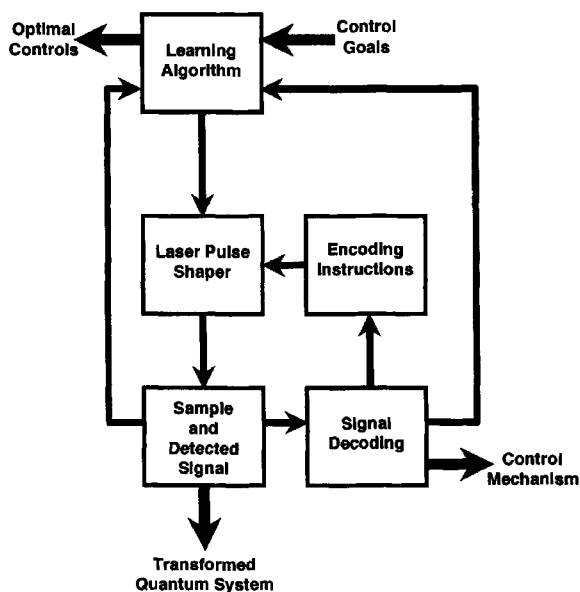 Optimal
Controls
Learning
Algorithm
Control
Goals
Laser Pulse
Shaper
Encoding
Instructions
Sample
and
Detected
Signal
Signal
Decoding
Control
Mechanism
Transformed
Quantum System